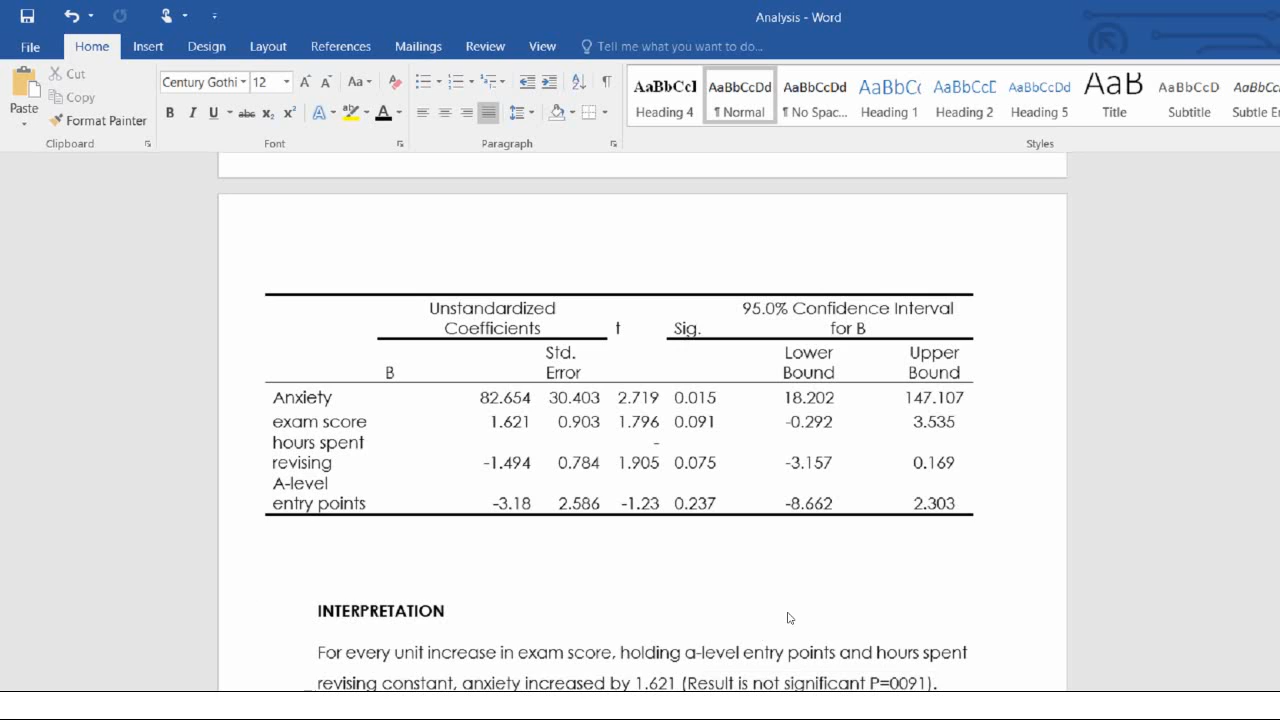 Analysis - Word
File Home Insert Design Layout References Mailings Review View Tell me what you want to do...
Paste
Cut
Copy
Format Painter
Century Gothi 12
Aa
B I U abc x₂ x² A A
AaBbCcI AaBbCcDd AaBbCcDd AaBbCc AaBbCcD AaBbCcDd AaB AaBbCcD AaBbCc
Heading 4 ¶ Normal ¶ No Spac... Heading 1 Heading 2 Heading 5 Title Subtitle Subtle
Clipboard Font Paragraph Styles
Unstandardized 95.0% Confidence Interval
Coefficients t Sig. for B
Std. Lower Upper
B Error Bound Bound
Anxiety 82.654 30.403 2.719 0.015 18.202 147.107
exam score 1.621 0.903 1.796 0.091 -0.292 3.535
hours spent -
revising -1.494 0.784 1.905 0.075 -3.157 0.169
A-level
entry points -3.18 2.586 -1.23 0.237 -8.662 2.303
INTERPRETATION
For every unit increase in exam score, holding a-level entry points and hours spent
revising constant, anxiety increased by 1.621 (Result is not significant P=0091).